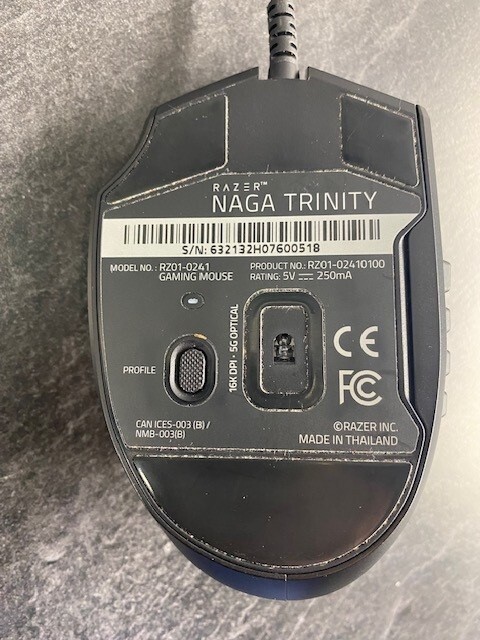 RAZER™
NAGA TRINITY
S/N: 632132H07600518
MODEL NO.: RZ01-0241
GAMING MOUSE
PRODUCT NO.: RZ01-02410100
RATING: 5V ⎓ 250mA
PROFILE
16K DPI · 5G OPTICAL
CE
FC
CAN ICES-003 (B) /
NMB-003(B)
©RAZER INC.
MADE IN THAILAND